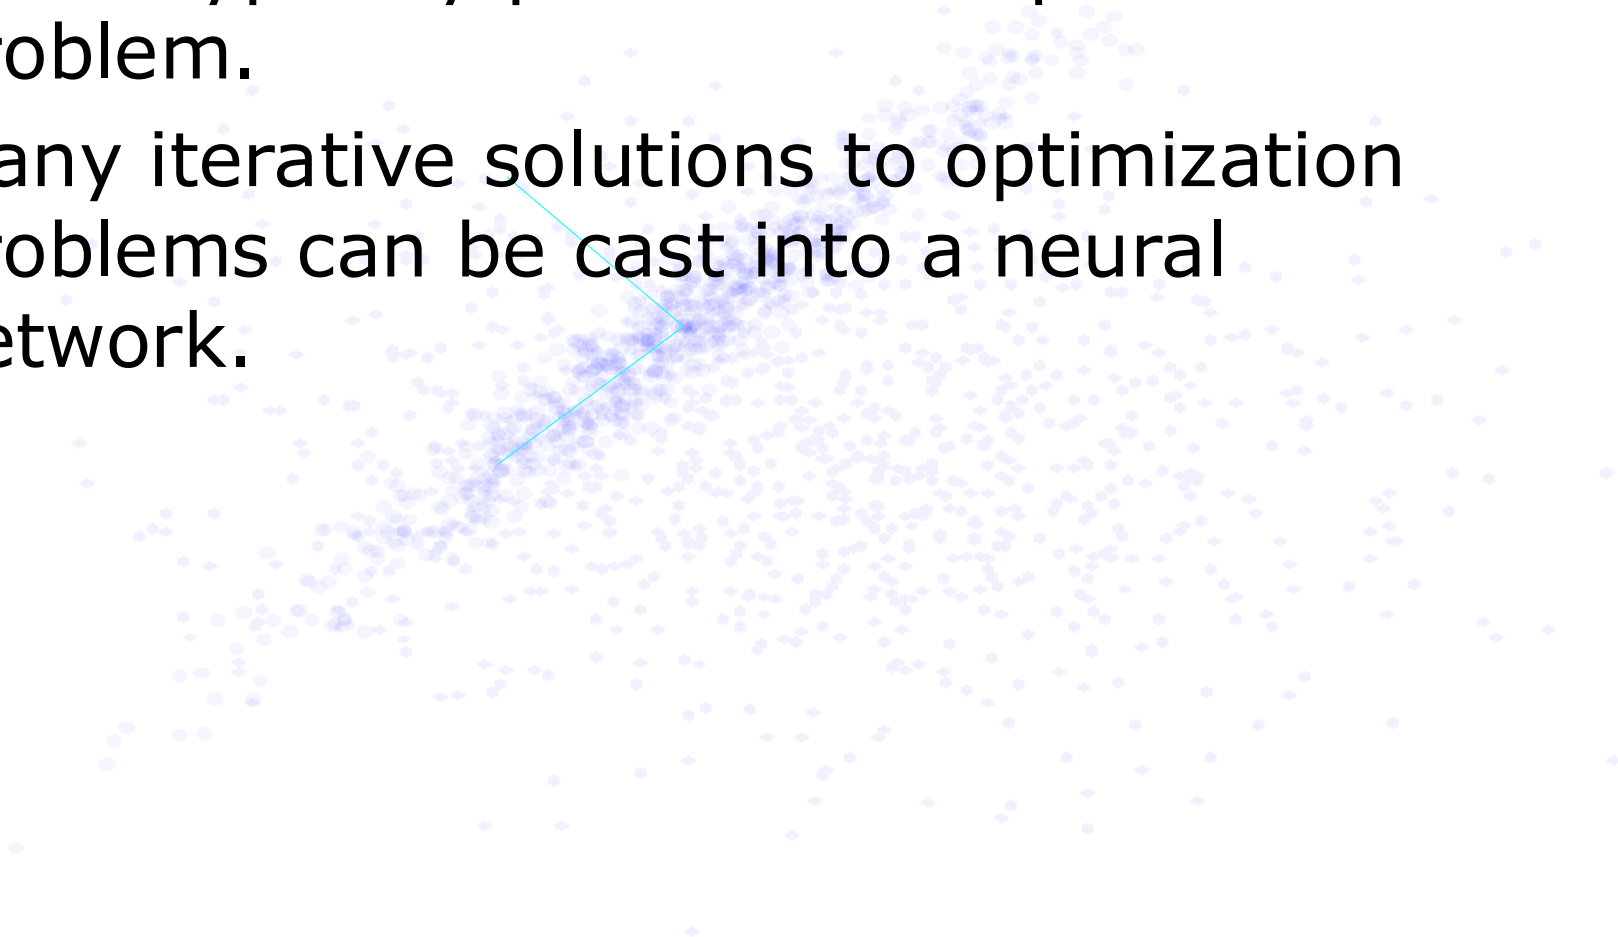 roblem.
any iterative solutions to optimization
roblems can be cast into a neural
etwork.